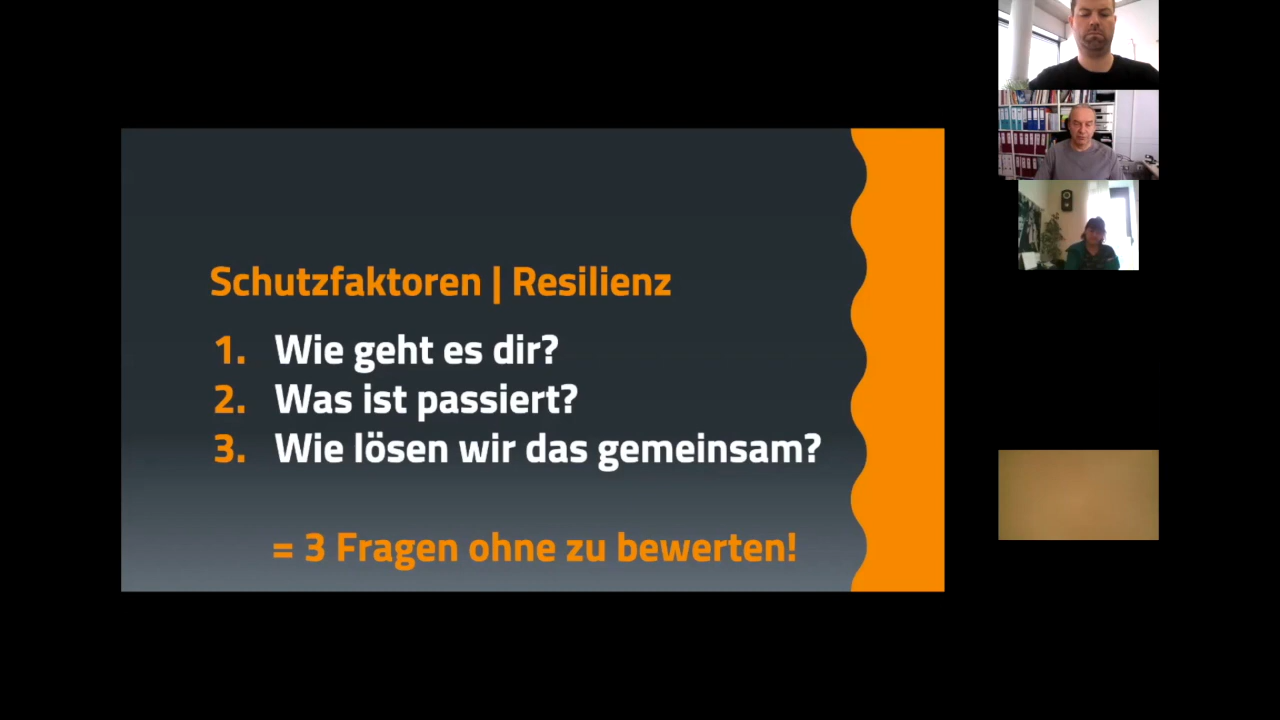 Schutzfaktoren | Resilienz
1. Wie geht es dir?
2. Was ist passiert?
3. Wie lösen wir das gemeinsam?
= 3 Fragen ohne zu bewerten!